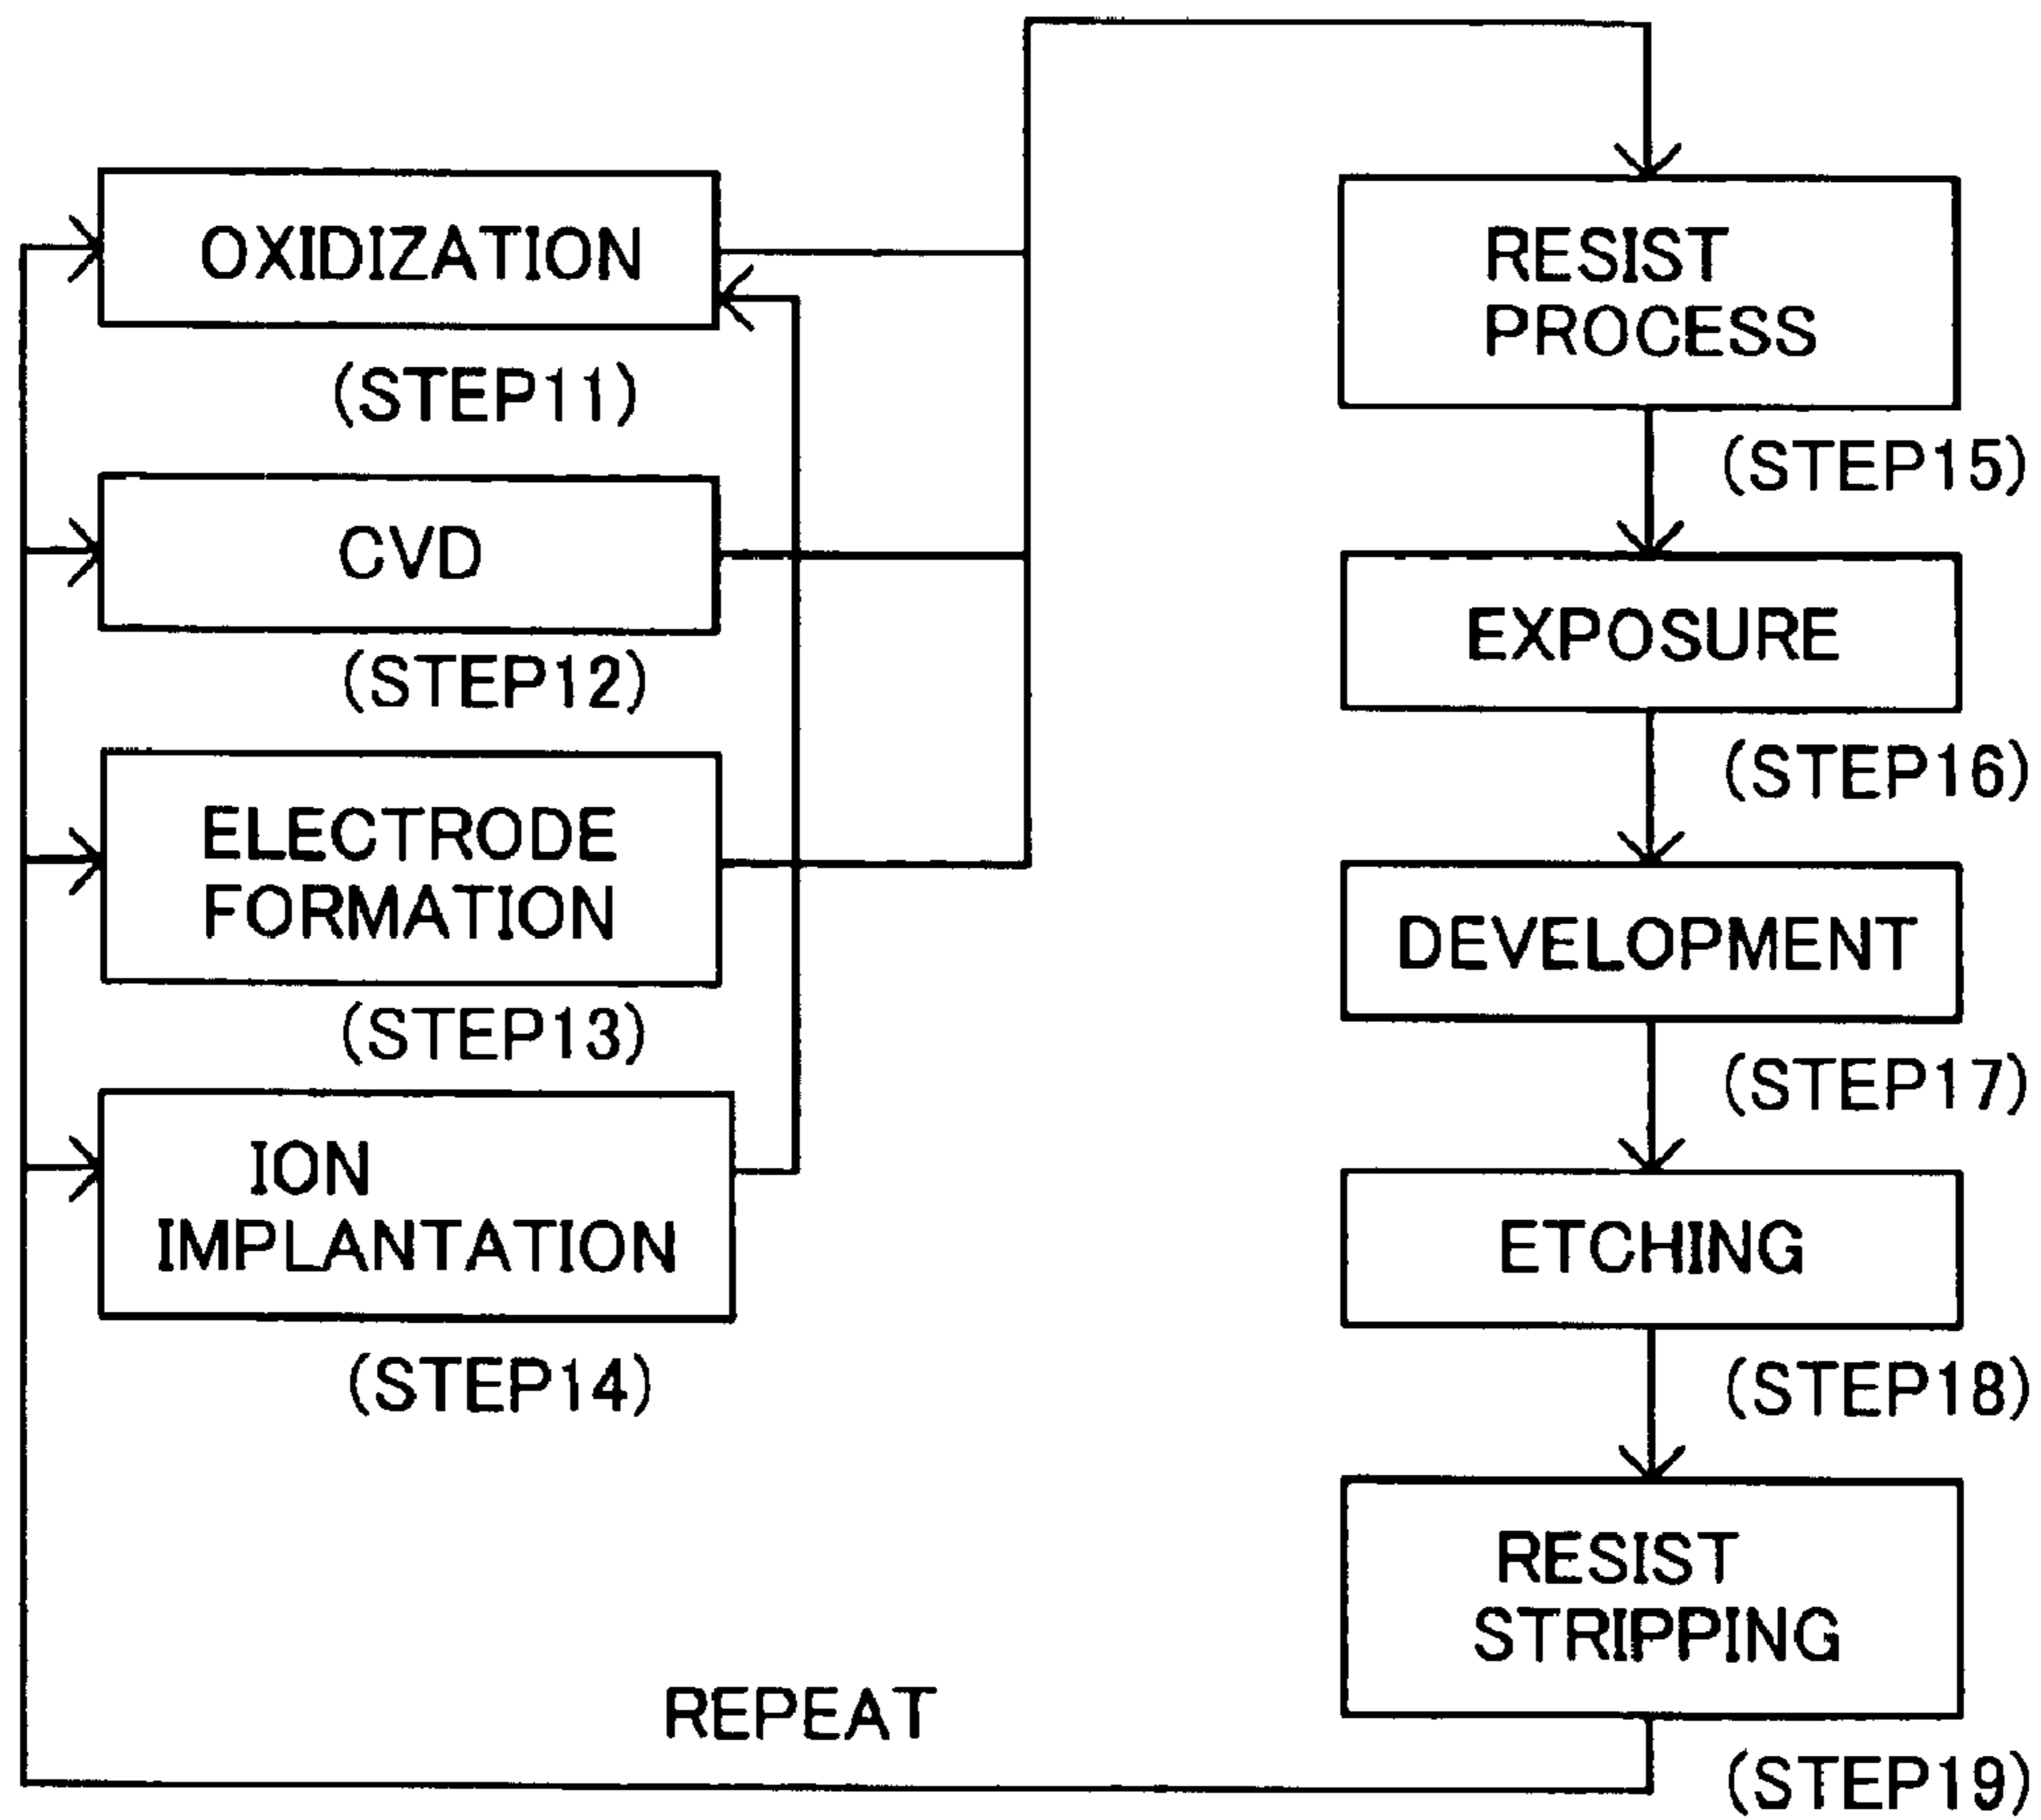 OXIDIZATION
(STEP11)
CVD
(STEP12)
ELECTRODE
FORMATION
(STEP13)
ION
IMPLANTATION
(STEP14)
RESIST
PROCESS
(STEP15)
EXPOSURE
(STEP16)
DEVELOPMENT
(STEP17)
ETCHING
(STEP18)
RESIST
STRIPPING
(STEP19)
REPEAT